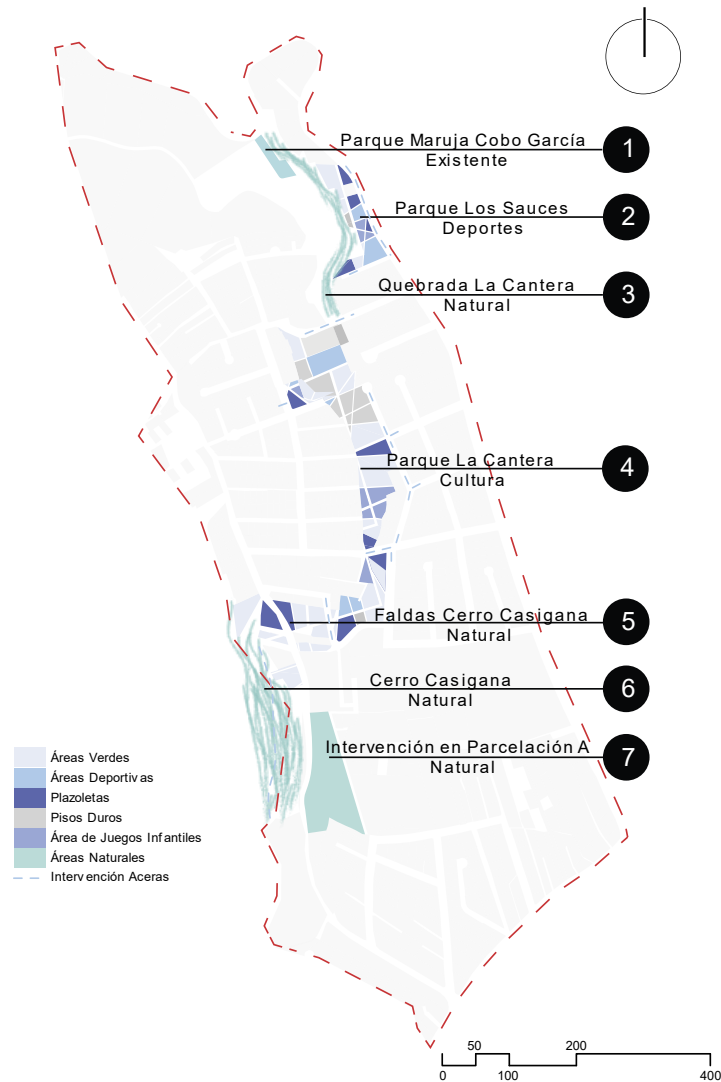 Parque Maruja Cobo García
Existente
1
Parque Los Sauces
Deportes
2
Quebrada La Cantera
Natural
3
Parque La Cantera
Cultura
4
Faldas Cerro Casigana
Natural
5
Cerro Casigana
Natural
6
Intervención en Parcelación A
Natural
7
Áreas Verdes
Áreas Deportivas
Plazoletas
Pisos Duros
Área de Juegos Infantiles
Áreas Naturales
Intervención Aceras
50 200
0 100 400